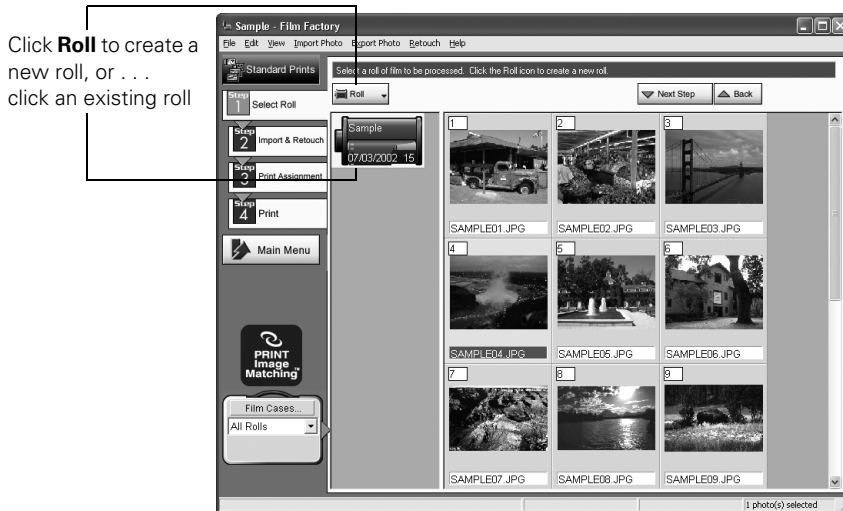 Click Roll to create a
new roll, or . . .
click an existing roll
Sample - Film Factory
File Edit View Import Photo Export Photo Retouch Help
Standard Prints
Select a roll of film to be processed. Click the Roll icon to create a new roll.
Roll
Next Step
Back
Step 1 Select Roll
Step 2 Import & Retouch
Step 3 Print Assignment
Step 4 Print
Main Menu
Sample
07/03/2002 15
1
2
3
SAMPLE01.JPG
SAMPLE02.JPG
SAMPLE03.JPG
4
5
6
SAMPLE04.JPG
SAMPLE05.JPG
SAMPLE06.JPG
7
8
9
SAMPLE07.JPG
SAMPLE08.JPG
SAMPLE09.JPG
PRINT
Image
Matching™
Film Cases...
All Rolls
1 photo(s) selected